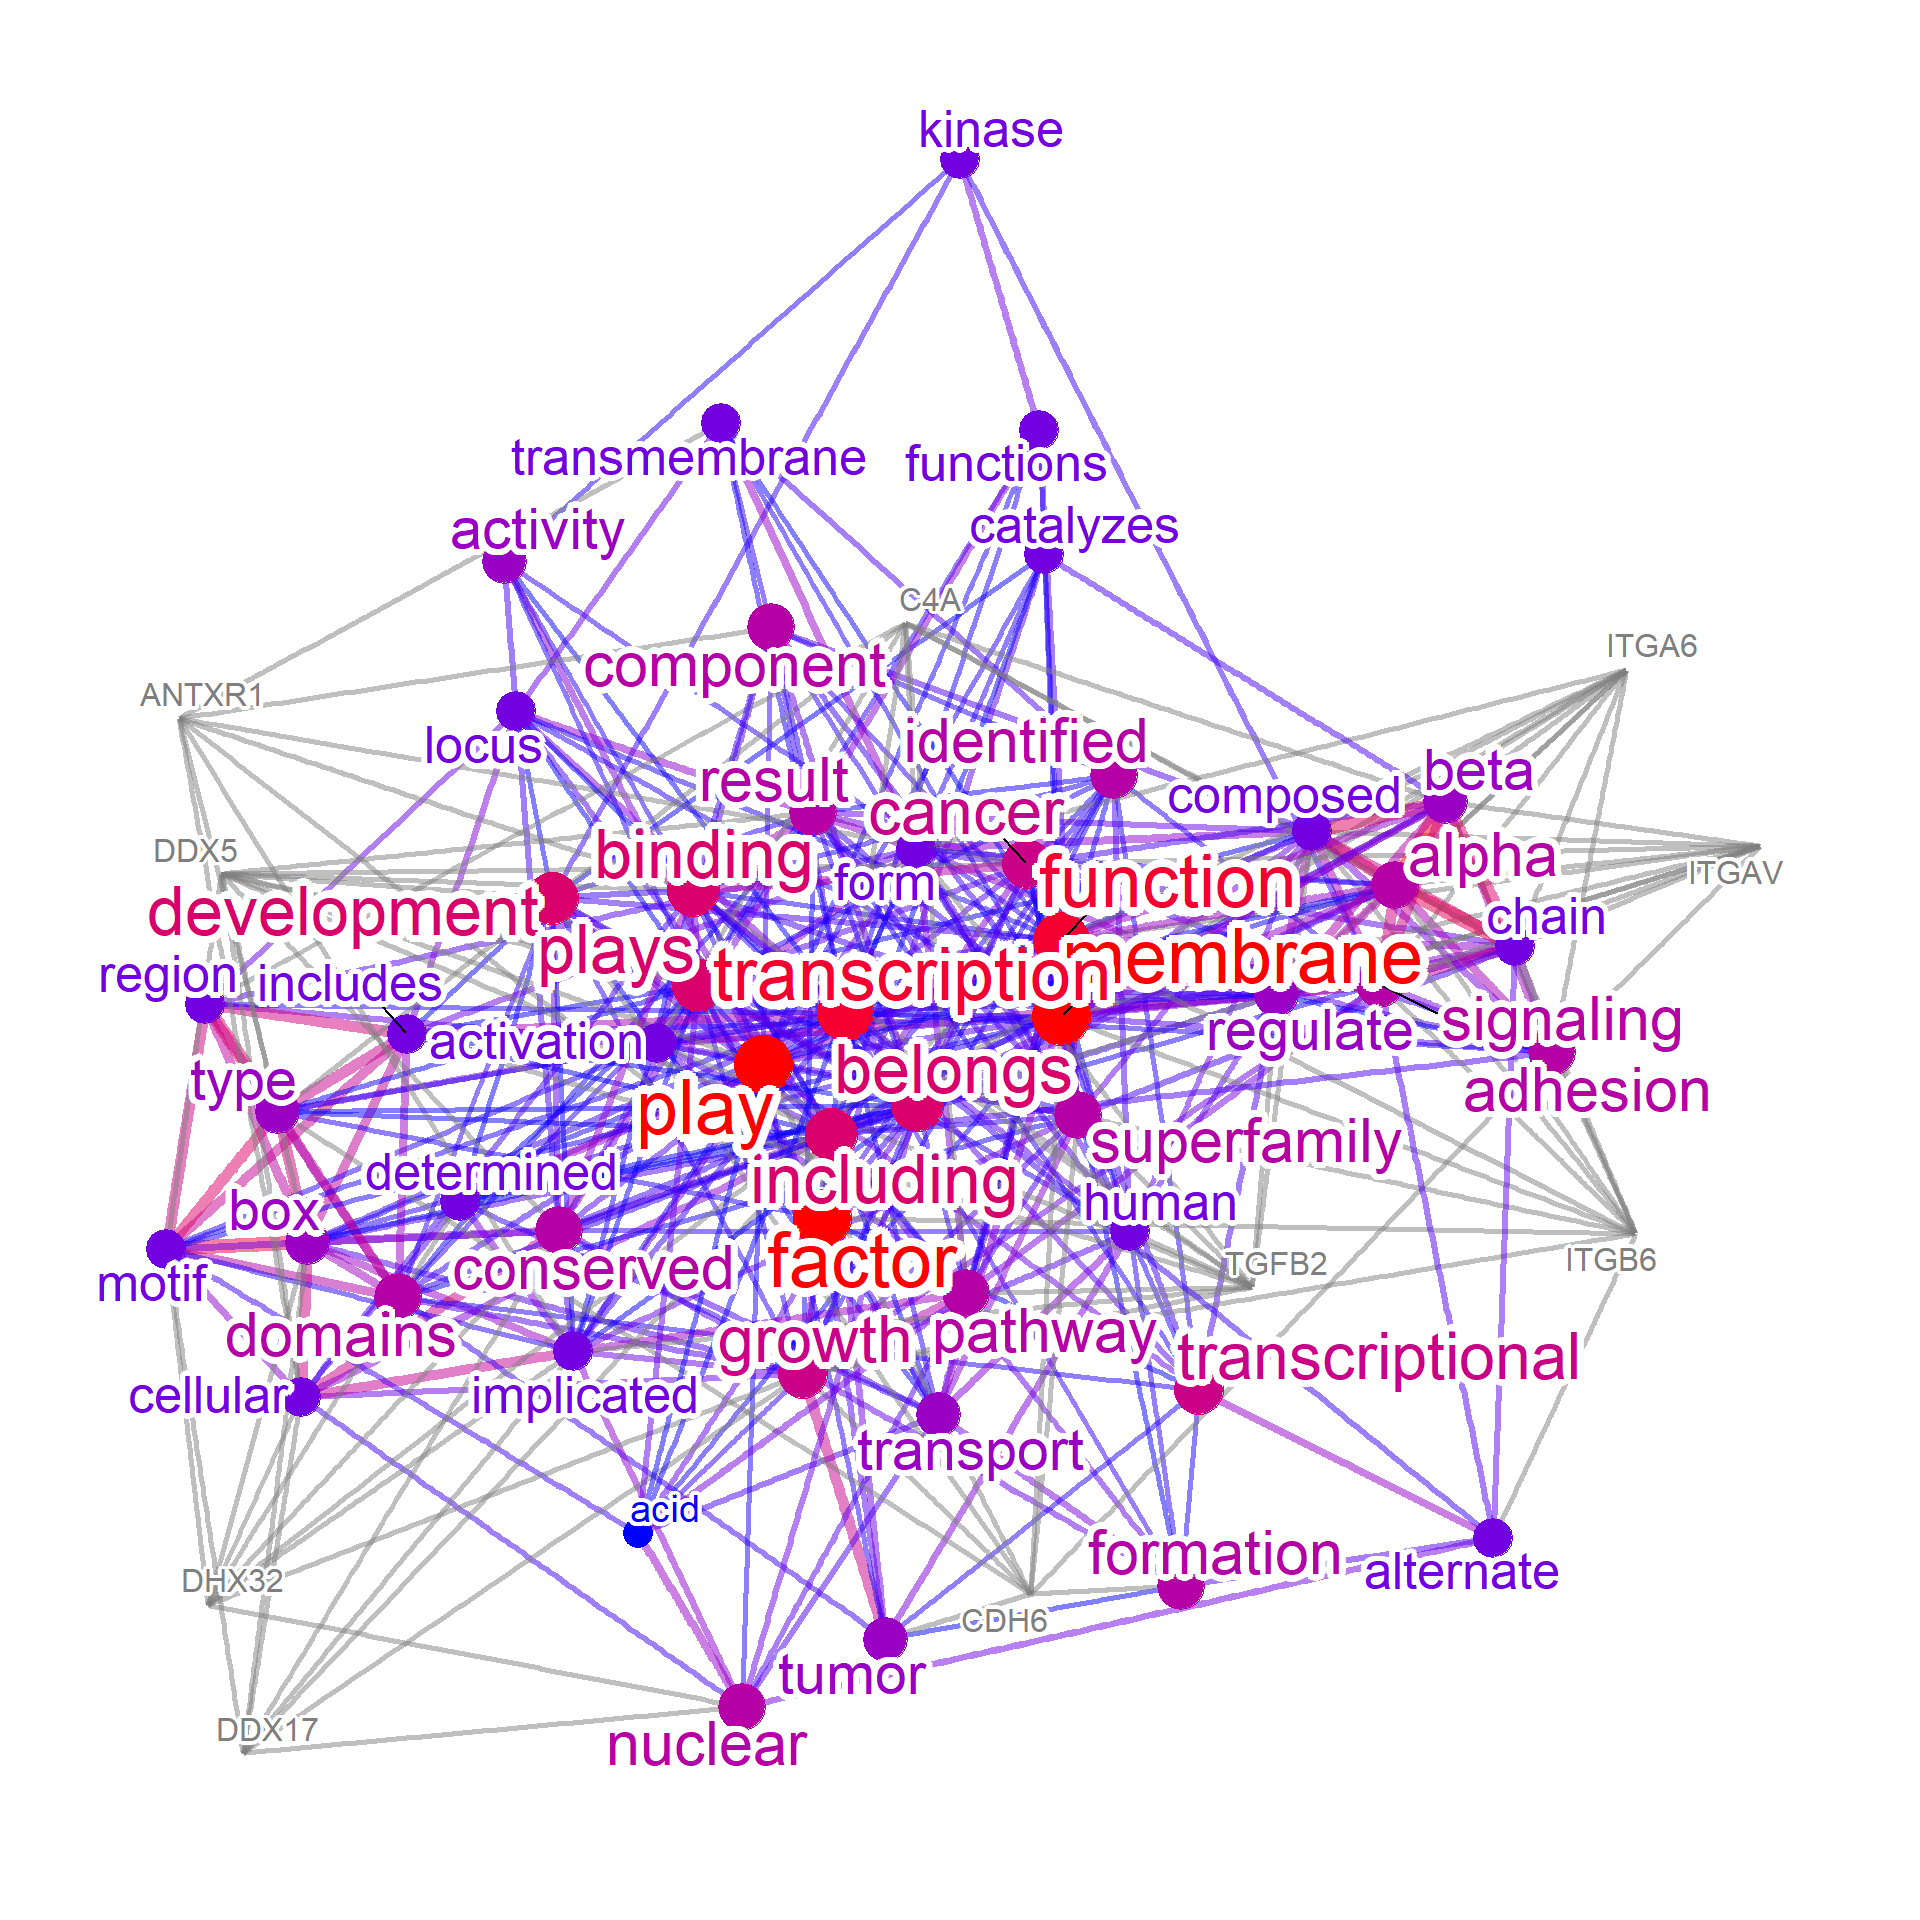 kinase
transmembrane
functions
activity
catalyzes
C4A
component
ITGA6
ANTXR1
locus
identified
result
beta
composed
cancer
DDX5
binding
alpha
form
function
ITGAV
development
chain
plays
membrane
region
includes
transcription
signaling
activation
regulate
belongs
type
adhesion
play
superfamily
determined
including
human
box
factor
TGFB2
ITGB6
conserved
motif
domains
growth
pathway
transcriptional
cellular
implicated
transport
acid
formation
alternate
DHX32
CDH6
tumor
DDX17
nuclear